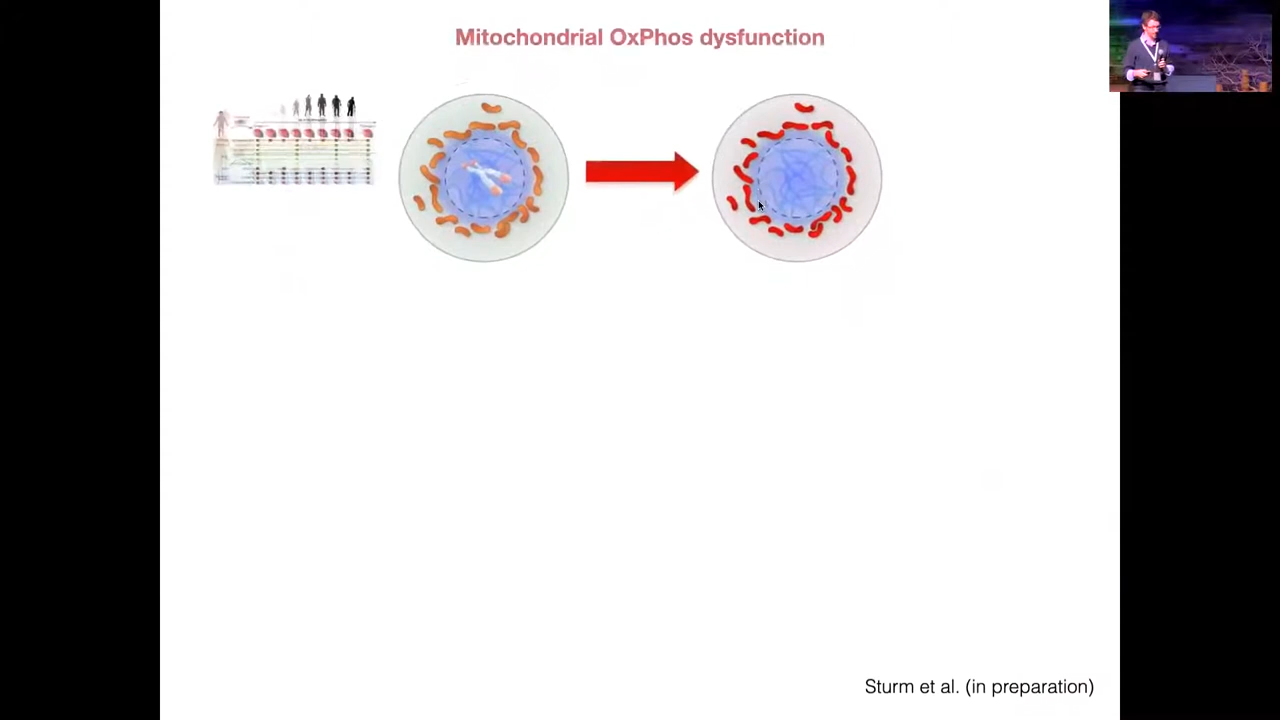 Mitochondrial OxPhos dysfunction
Sturm et al. (in preparation)